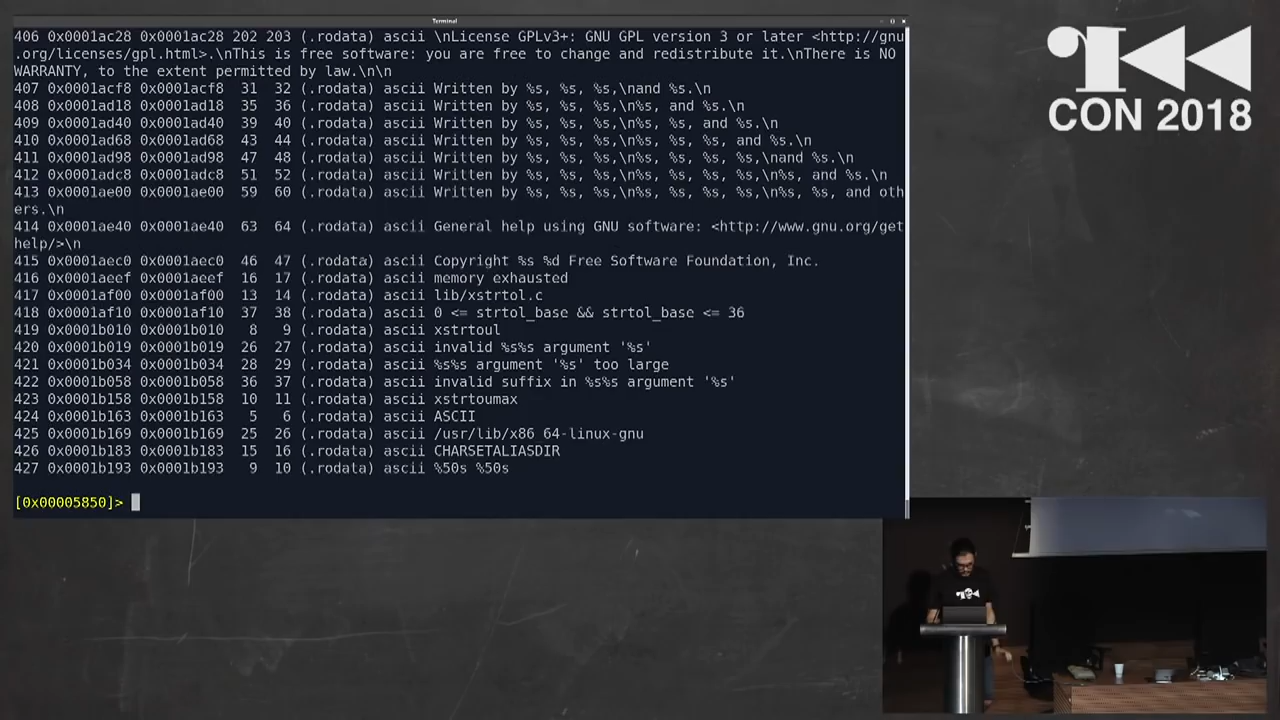 Terminal
406 0x0001ac28 0x0001ac28 202 203 (.rodata) ascii \nLicense GPLv3+: GNU GPL version 3 or later <http://gnu
.org/licenses/gpl.html>.\nThis is free software: you are free to change and redistribute it.\nThere is NO
WARRANTY, to the extent permitted by law.\n\n
407 0x0001acf8 0x0001acf8 31 32 (.rodata) ascii Written by %s, %s, %s,\nand %s.\n
408 0x0001ad18 0x0001ad18 35 36 (.rodata) ascii Written by %s, %s, %s,\n%s, and %s.\n
409 0x0001ad40 0x0001ad40 39 40 (.rodata) ascii Written by %s, %s, %s,\n%s, %s, and %s.\n
410 0x0001ad68 0x0001ad68 43 44 (.rodata) ascii Written by %s, %s, %s,\n%s, %s, %s, and %s.\n
411 0x0001ad98 0x0001ad98 47 48 (.rodata) ascii Written by %s, %s, %s,\n%s, %s, %s, %s,\nand %s.\n
412 0x0001adc8 0x0001adc8 51 52 (.rodata) ascii Written by %s, %s, %s,\n%s, %s, %s, %s,\n%s, and %s.\n
413 0x0001ae00 0x0001ae00 59 60 (.rodata) ascii Written by %s, %s, %s,\n%s, %s, %s, %s,\n%s, %s, and oth
ers.\n
414 0x0001ae40 0x0001ae40 63 64 (.rodata) ascii General help using GNU software: <http://www.gnu.org/get
help/>\n
415 0x0001aec0 0x0001aec0 46 47 (.rodata) ascii Copyright %s %d Free Software Foundation, Inc.
416 0x0001aeef 0x0001aeef 16 17 (.rodata) ascii memory exhausted
417 0x0001af00 0x0001af00 13 14 (.rodata) ascii lib/xstrtol.c
418 0x0001af10 0x0001af10 37 38 (.rodata) ascii 0 <= strtol_base && strtol_base <= 36
419 0x0001b010 0x0001b010 8 9 (.rodata) ascii xstrtoul
420 0x0001b019 0x0001b019 26 27 (.rodata) ascii invalid %s%s argument '%s'
421 0x0001b034 0x0001b034 28 29 (.rodata) ascii %s%s argument '%s' too large
422 0x0001b058 0x0001b058 36 37 (.rodata) ascii invalid suffix in %s%s argument '%s'
423 0x0001b158 0x0001b158 10 11 (.rodata) ascii xstrtoumax
424 0x0001b163 0x0001b163 5 6 (.rodata) ascii ASCII
425 0x0001b169 0x0001b169 25 26 (.rodata) ascii /usr/lib/x86_64-linux-gnu
426 0x0001b183 0x0001b183 15 16 (.rodata) ascii CHARSETALIASDIR
427 0x0001b193 0x0001b193 9 10 (.rodata) ascii %50s %50s
[0x00005850]>
CON 2018